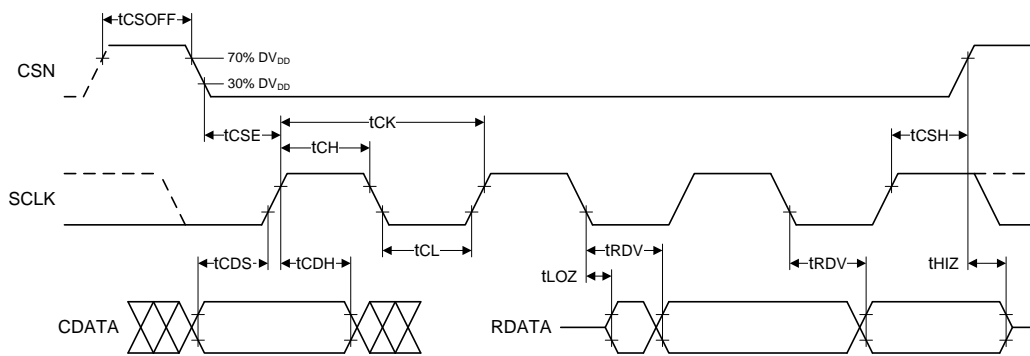 tCSOFF
CSN
70% DVDD
30% DVDD
tCSE
tCK
tCH
tCSH
SCLK
tCL
tCDS
tCDH
tRDV
tRDV
tLOZ
tHIZ
CDATA
RDATA